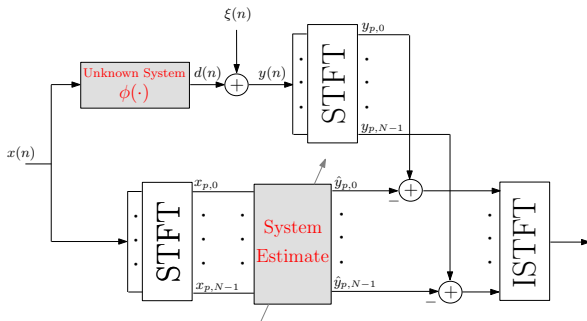 ξ(n)
y_{p,0}
Unknown System
d(n)
y(n)
ϕ(·)
+
STFT
y_{p,N−1}
x(n)
x_{p,0}
ŷ_{p,0}
+
−
STFT
System
Estimate
ISTFT
x_{p,N−1}
ŷ_{p,N−1}
+
−